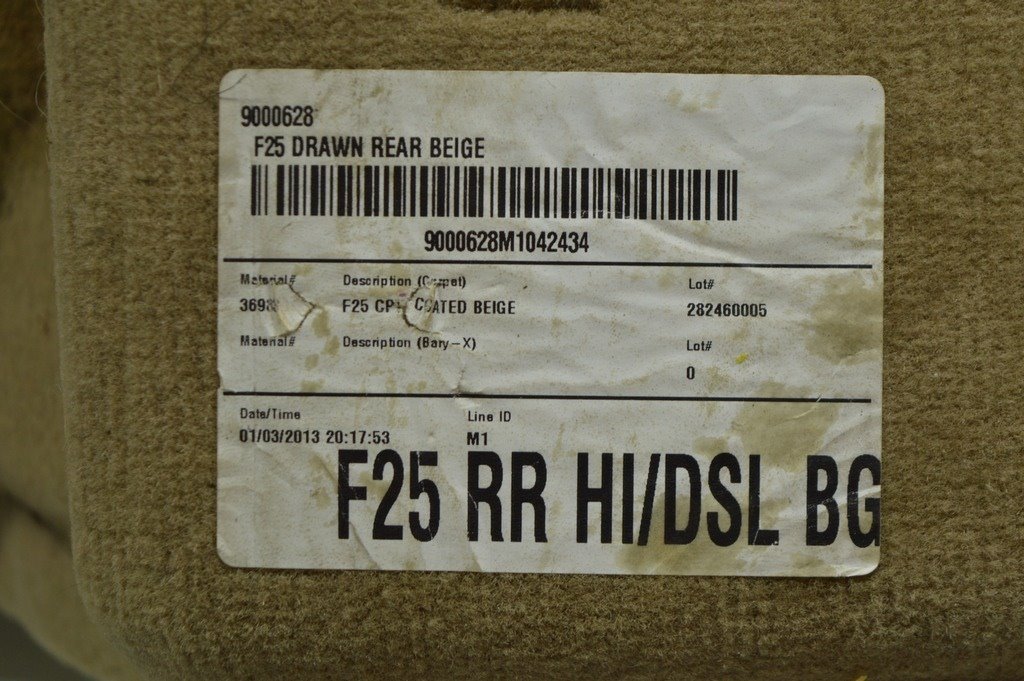 9000628
F25 DRAWN REAR BEIGE
9000628M1042434
Material# Description (Carpet) Lot#
F25 COATED BEIGE 282460005
Material# Description (Bary-X) Lot#
0
Date/Time Line ID
01/03/2013 20:17:53 M1
F25 RR HI/DSL BG